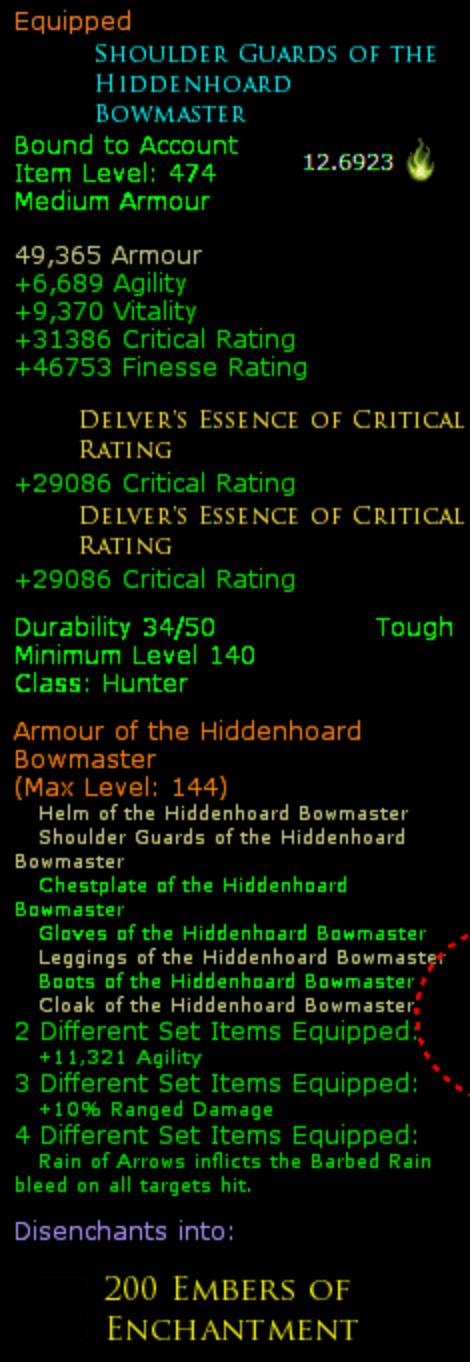 Equipped
Shoulder Guards of the
Hiddenhoard
Bowmaster
Bound to Account
12.6923
Item Level: 474
Medium Armour
49,365 Armour
+6,689 Agility
+9,370 Vitality
+31386 Critical Rating
+46753 Finesse Rating
Delver's Essence of Critical
Rating
+29086 Critical Rating
Delver's Essence of Critical
Rating
+29086 Critical Rating
Durability 34/50 Tough
Minimum Level 140
Class: Hunter
Armour of the Hiddenhoard
Bowmaster
(Max Level: 144)
Helm of the Hiddenhoard Bowmaster
Shoulder Guards of the Hiddenhoard
Bowmaster
Chestplate of the Hiddenhoard
Bowmaster
Gloves of the Hiddenhoard Bowmaster
Leggings of the Hiddenhoard Bowmaster
Boots of the Hiddenhoard Bowmaster
Cloak of the Hiddenhoard Bowmaster
2 Different Set Items Equipped:
+11,321 Agility
3 Different Set Items Equipped:
+10% Ranged Damage
4 Different Set Items Equipped:
Rain of Arrows inflicts the Barbed Rain
bleed on all targets hit.
Disenchants into:
200 Embers of
Enchantment